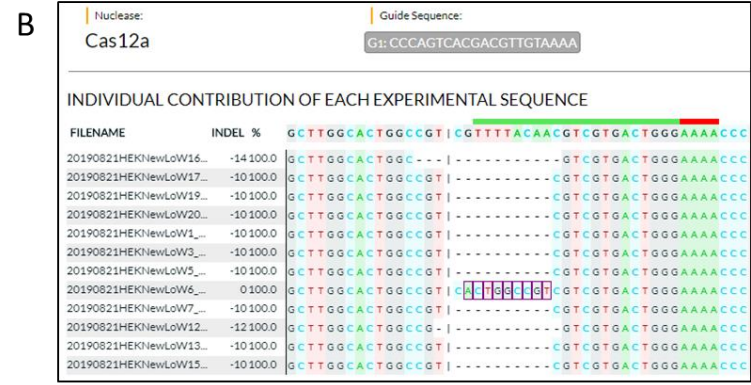 B
Nuclease:
Guide Sequence:
Cas12a
G1: CCCAGTCACGACGTTGTAAAA
INDIVIDUAL CONTRIBUTION OF EACH EXPERIMENTAL SEQUENCE
FILENAME INDEL % GCTTGGCACTGGCCGT|CGTTTTACAACGTCGTGACTGGGAAAACCC
20190821HEKNewLoW16... -14 100.0 GCTTGGCACTGGC---|-----------GTCGTGACTGGGAAAACCC
20190821HEKNewLoW17... -10 100.0 GCTTGGCACTGGCCGT|----------CGTCGTGACTGGGAAAACCC
20190821HEKNewLoW19... -10 100.0 GCTTGGCACTGGCCGT|----------CGTCGTGACTGGGAAAACCC
20190821HEKNewLoW20... -10 100.0 GCTTGGCACTGGCCGT|----------CGTCGTGACTGGGAAAACCC
20190821HEKNewLoW1_... -10 100.0 GCTTGGCACTGGCCGT|----------CGTCGTGACTGGGAAAACCC
20190821HEKNewLoW3_... -10 100.0 GCTTGGCACTGGCCGT|----------CGTCGTGACTGGGAAAACCC
20190821HEKNewLoW5_... -10 100.0 GCTTGGCACTGGCCGT|----------CGTCGTGACTGGGAAAACCC
20190821HEKNewLoW6_... 0 100.0 GCTTGGCACTGGCCGT|CACTGGCCGTCGTCGTGACTGGGAAAACCC
20190821HEKNewLoW7_... -10 100.0 GCTTGGCACTGGCCGT|----------CGTCGTGACTGGGAAAACCC
20190821HEKNewLoW12... -12 100.0 GCTTGGCACTGGCCG-|-----------GTCGTGACTGGGAAAACCC
20190821HEKNewLoW13... -10 100.0 GCTTGGCACTGGCCGT|----------CGTCGTGACTGGGAAAACCC
20190821HEKNewLoW15... -10 100.0 GCTTGGCACTGGCCGT|----------CGTCGTGACTGGGAAAACCC